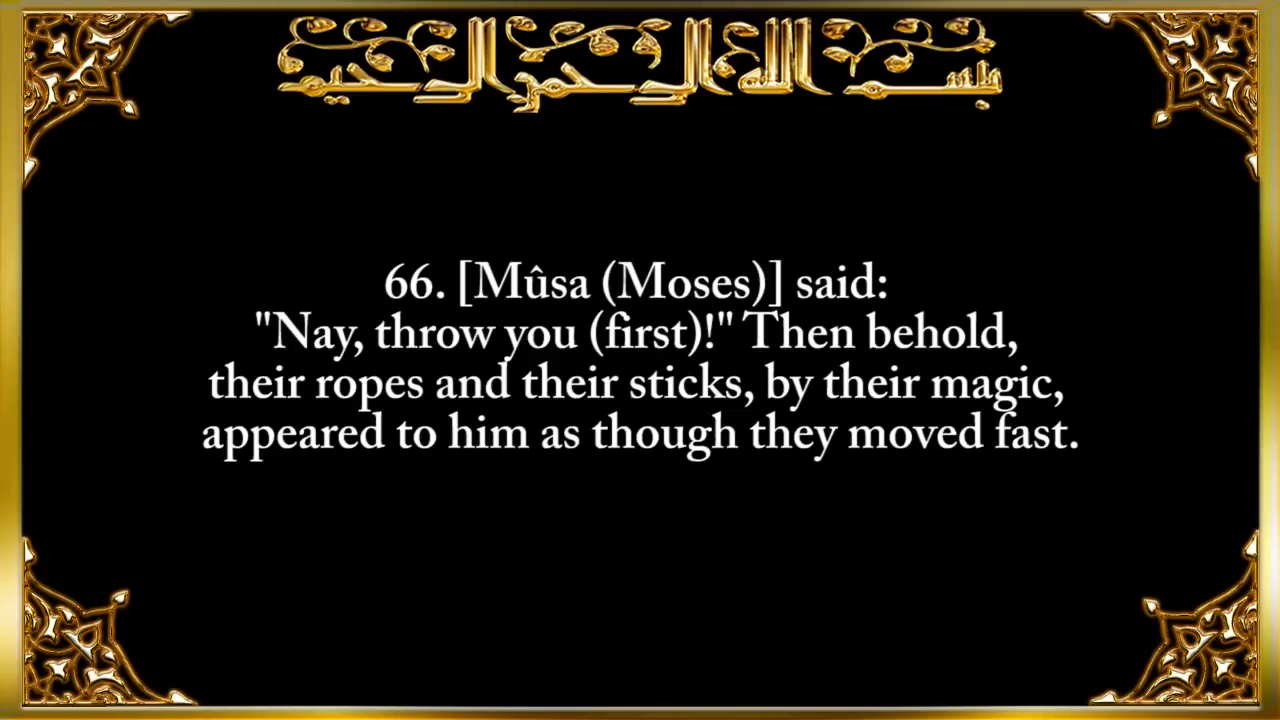 بسم الله الرحمن الرحيم
66. [Mûsa (Moses)] said:
"Nay, throw you (first)!" Then behold,
their ropes and their sticks, by their magic,
appeared to him as though they moved fast.